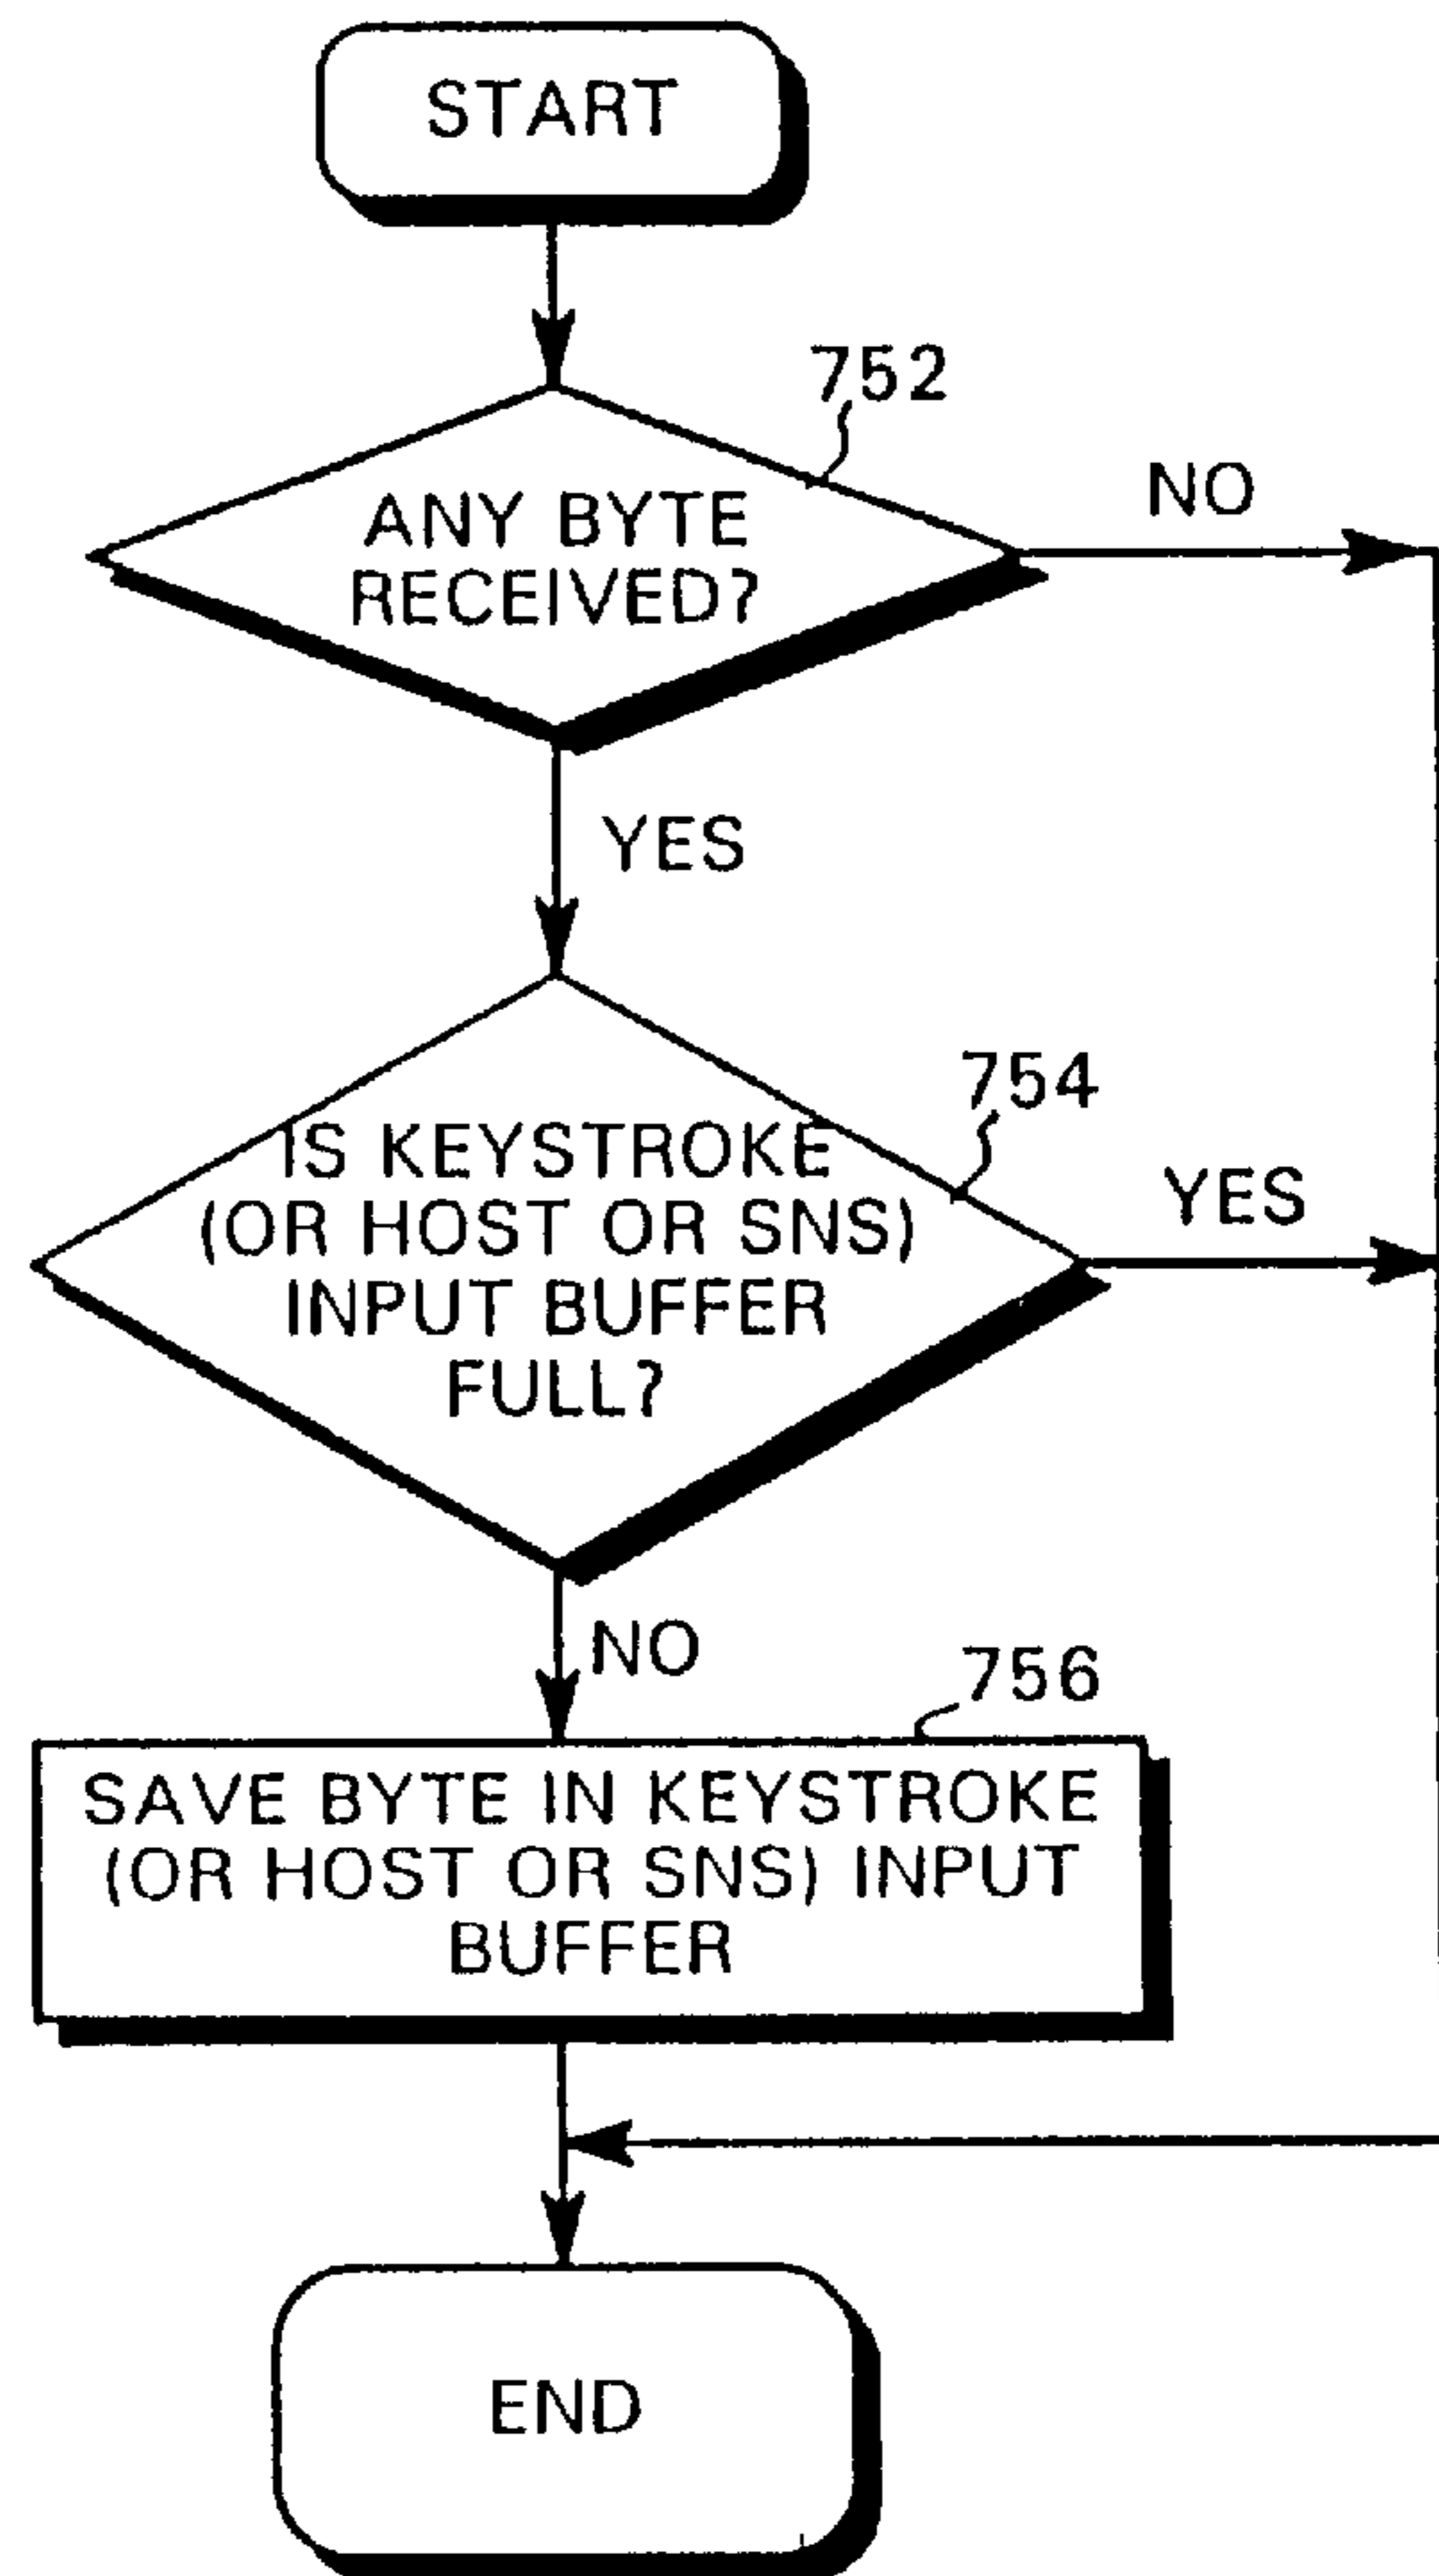 START
752
ANY BYTE
RECEIVED?
NO
YES
754
IS KEYSTROKE
(OR HOST OR SNS)
INPUT BUFFER
FULL?
YES
NO
756
SAVE BYTE IN KEYSTROKE
(OR HOST OR SNS) INPUT
BUFFER
END